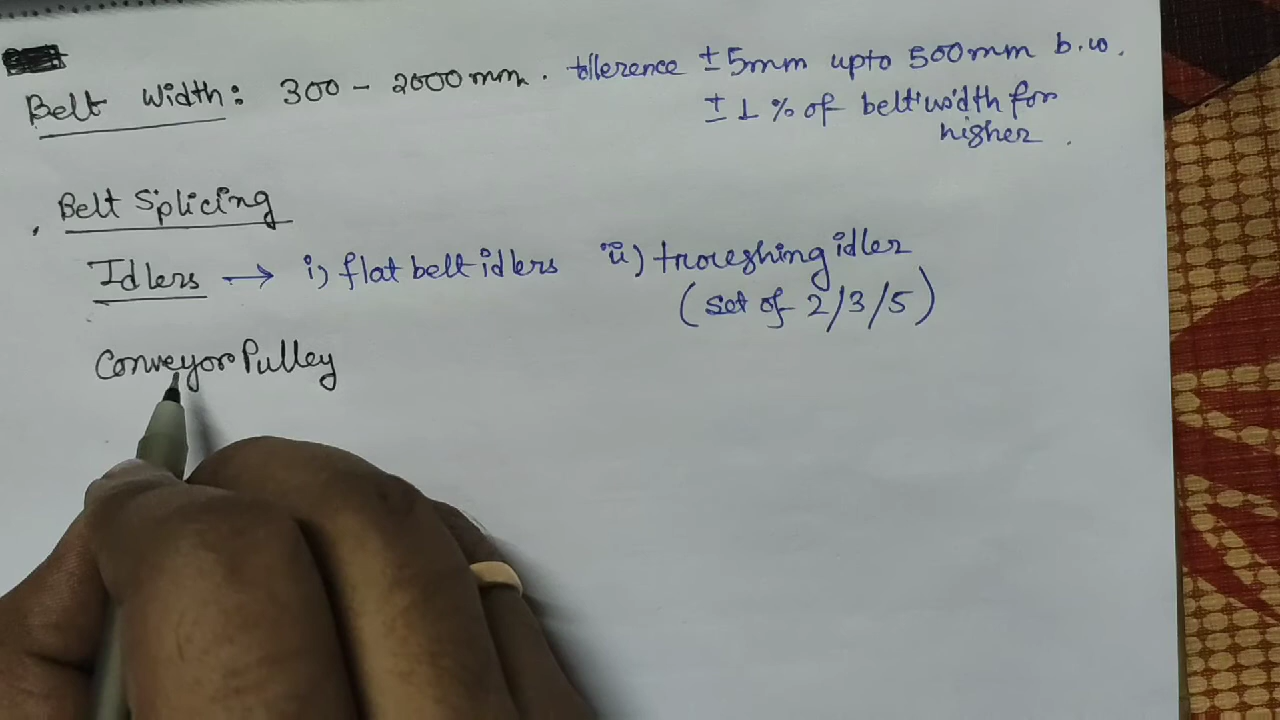 Belt Width: 300 - 2000 mm. tollerence ±5mm upto 500mm b.w.
± 1 % of belt width for
higher.
Belt Splicing
Idlers → i) flat belt idlers ii) troughing idler
(set of 2/3/5)
Conveyor Pulley